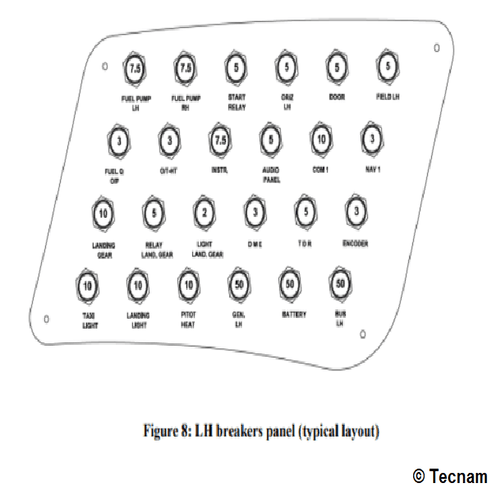 7.5 7.5 5 5 5 5
FUEL PUMP FUEL PUMP START ORIZ DOOR FIELD LH
LH RH RELAY LH
3 3 7.5 5 10 3
FUEL Q. O/T-HT INSTR. AUDIO COM 1 NAV 1
O/P PANEL
10 5 2 3 5 3
LANDING RELAY LIGHT D M E T D R ENCODER
GEAR LAND. GEAR LAND. GEAR
10 10 10 50 50 50
TAXI LANDING PITOT GEN. BATTERY BUS
LIGHT LIGHT HEAT LH LH
Figure 8: LH breakers panel (typical layout)
© Tecnam